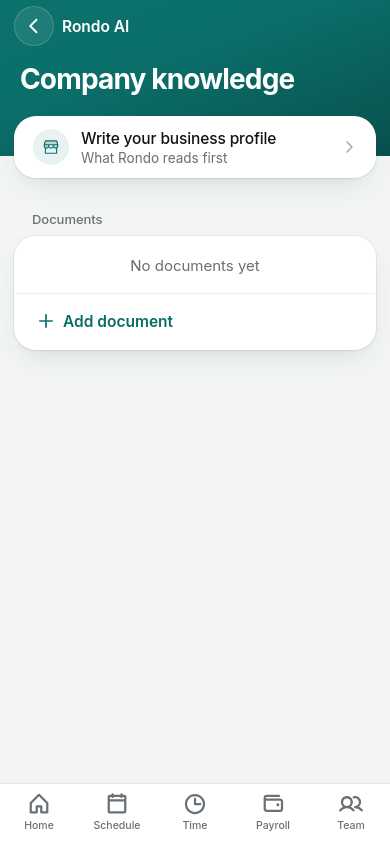 Rondo AI
Company knowledge
Write your business profile
What Rondo reads first
Documents
No documents yet
Add document
Home
Schedule
Time
Payroll
Team